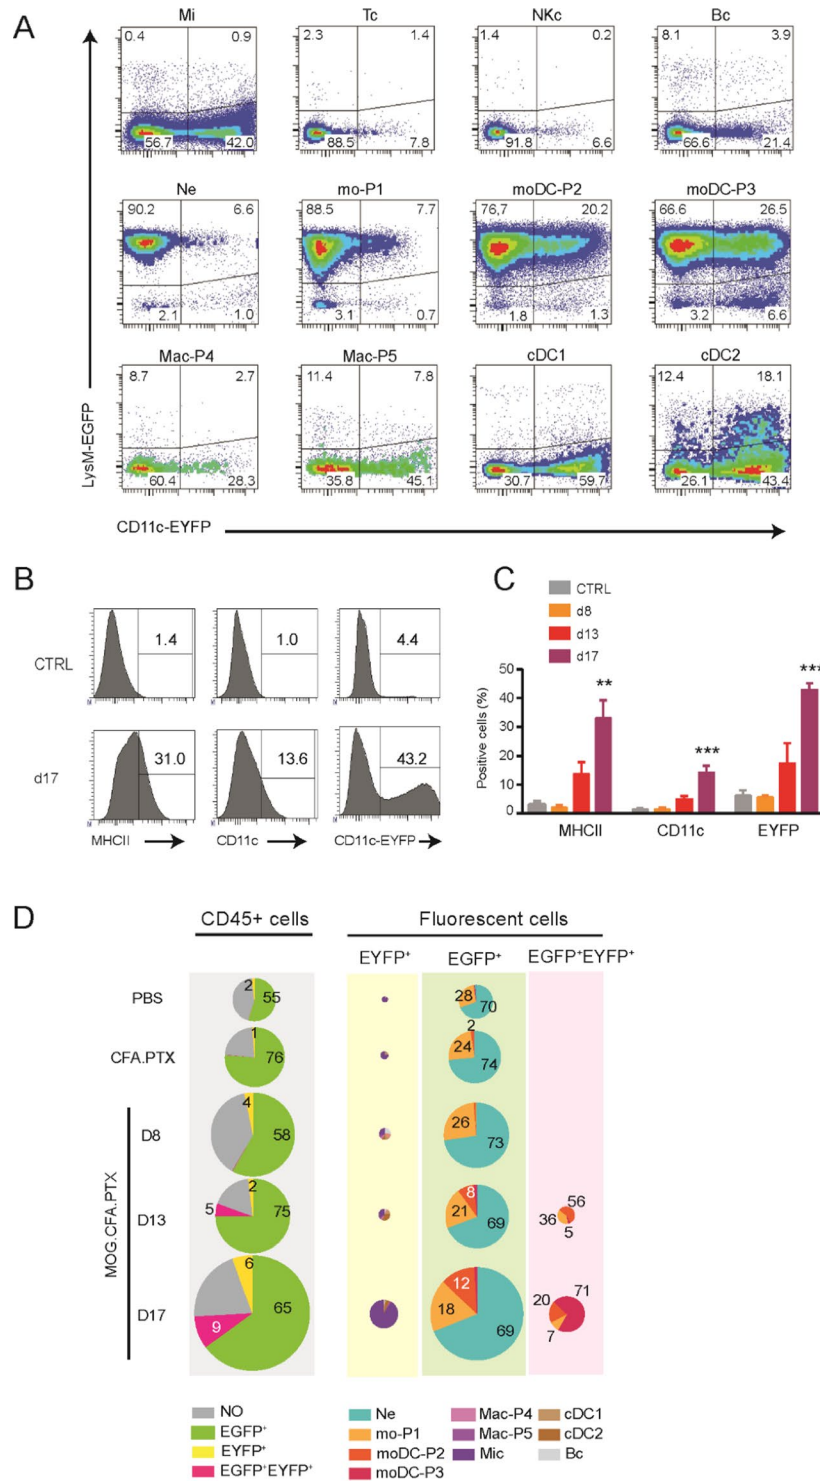 A
Mi
Tc
NKc
Bc
0.4 0.9
2.3 1.4
1.4 0.2
8.1 3.9
56.7 42.0
88.5 7.8
91.8 6.6
66.6 21.4
Ne
mo-P1
moDC-P2
moDC-P3
90.2 6.6
88.5 7.7
76,7 20.2
66.6 26.5
2.1 1.0
3.1 0.7
1.8 1.3
3.2 6.6
Mac-P4
Mac-P5
cDC1
cDC2
8.7 2.7
11.4 7.8
12.4 18.1
60.4 28.3
35.8 45.1
30.7 59.7
26.1 43.4
LysM-EGFP
CD11c-EYFP
B
CTRL
1.4
1.0
4.4
d17
31.0
13.6
43.2
MHCII
CD11c
CD11c-EYFP
C
CTRL
d8
d13
d17
Positive cells (%)
50
40
30
20
10
0
**
***
***
MHCII
CD11c
EYFP
D
CD45+ cells
Fluorescent cells
EYFP+
EGFP+
EGFP+EYFP+
PBS
2
55
28
70
CFA.PTX
1
76
2
24
74
MOG.CFA.PTX
D8
4
58
26
73
D13
5
2
75
8
21
69
56
36
5
D17
6
65
9
12
18
69
71
20
7
NO
EGFP+
EYFP+
EGFP+EYFP+
Ne
mo-P1
moDC-P2
moDC-P3
Mac-P4
Mac-P5
Mic
cDC1
cDC2
Bc